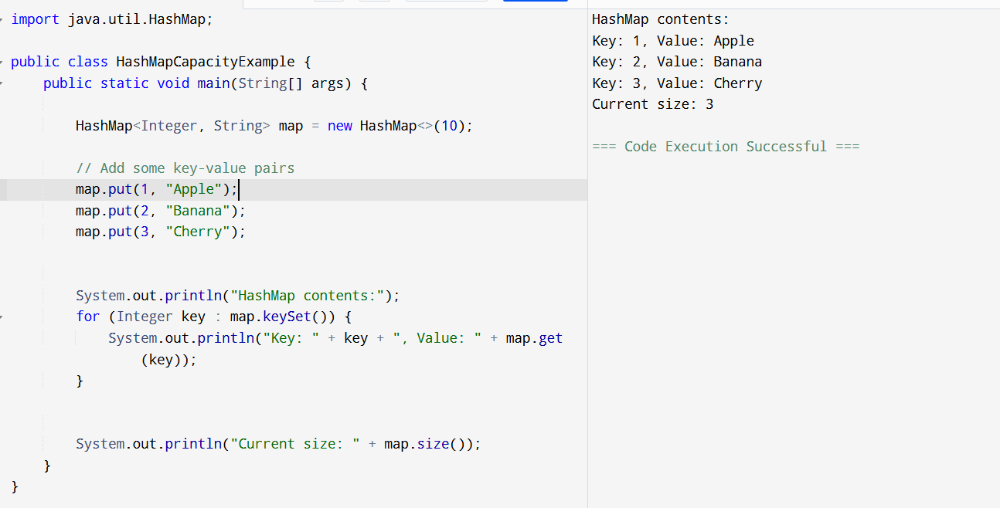 import java.util.HashMap;
public class HashMapCapacityExample {
public static void main(String[] args) {
HashMap<Integer, String> map = new HashMap<>(10);
// Add some key-value pairs
map.put(1, "Apple");
map.put(2, "Banana");
map.put(3, "Cherry");
System.out.println("HashMap contents:");
for (Integer key : map.keySet()) {
System.out.println("Key: " + key + ", Value: " + map.get
(key));
}
System.out.println("Current size: " + map.size());
}
}
HashMap contents:
Key: 1, Value: Apple
Key: 2, Value: Banana
Key: 3, Value: Cherry
Current size: 3
=== Code Execution Successful ===